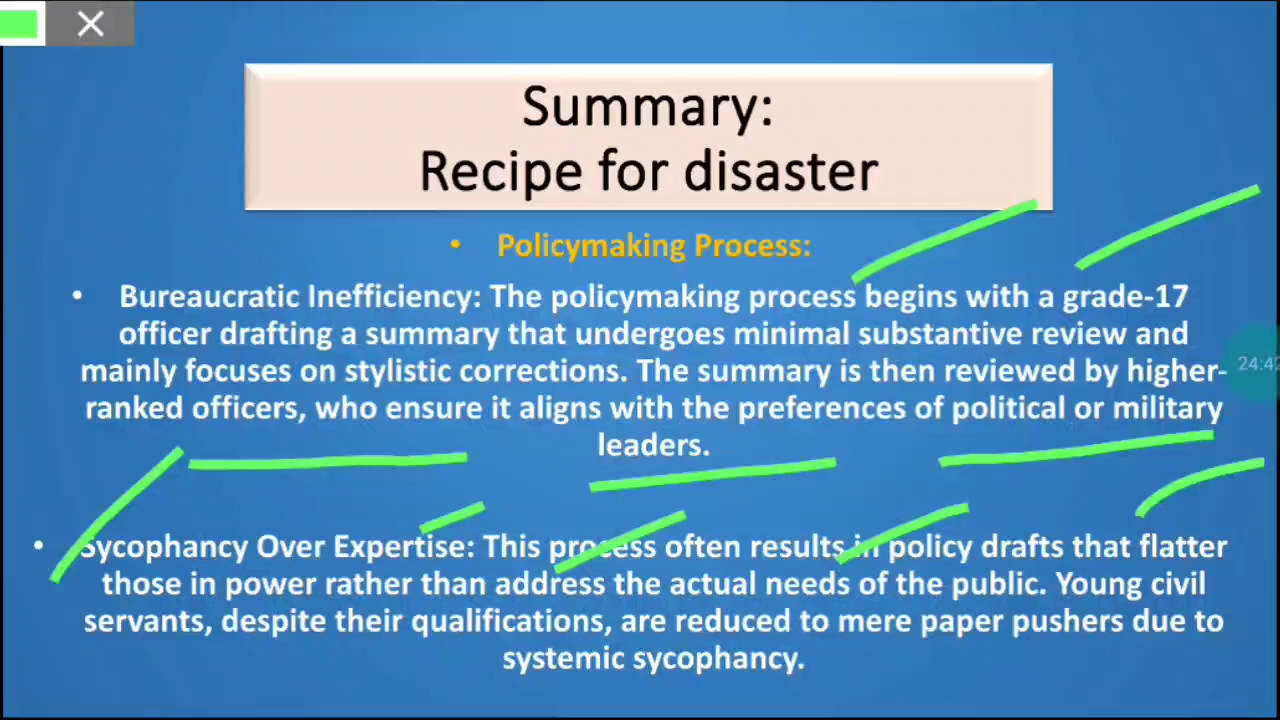 Summary:
Recipe for disaster
• Policymaking Process:
• Bureaucratic Inefficiency: The policymaking process begins with a grade-17
officer drafting a summary that undergoes minimal substantive review and
mainly focuses on stylistic corrections. The summary is then reviewed by higher-
ranked officers, who ensure it aligns with the preferences of political or military
leaders.
• Sycophancy Over Expertise: This process often results in policy drafts that flatter
those in power rather than address the actual needs of the public. Young civil
servants, despite their qualifications, are reduced to mere paper pushers due to
systemic sycophancy.